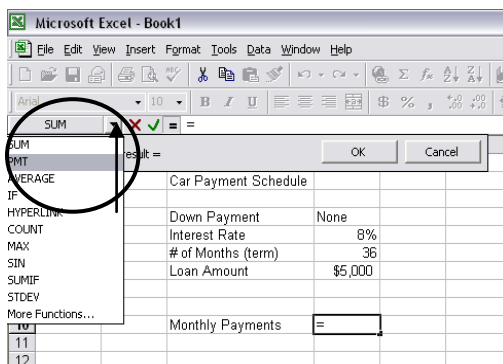 Microsoft Excel - Book1
File Edit View Insert Format Tools Data Window Help
Arial 10 B I U $ % , .00 .00
SUM = =
SUM
PMT result = OK Cancel
AVERAGE Car Payment Schedule
IF
HYPERLINK Down Payment None
COUNT Interest Rate 8%
MAX # of Months (term) 36
SIN Loan Amount $5,000
SUMIF
STDEV
More Functions...
10 Monthly Payments =
11
12